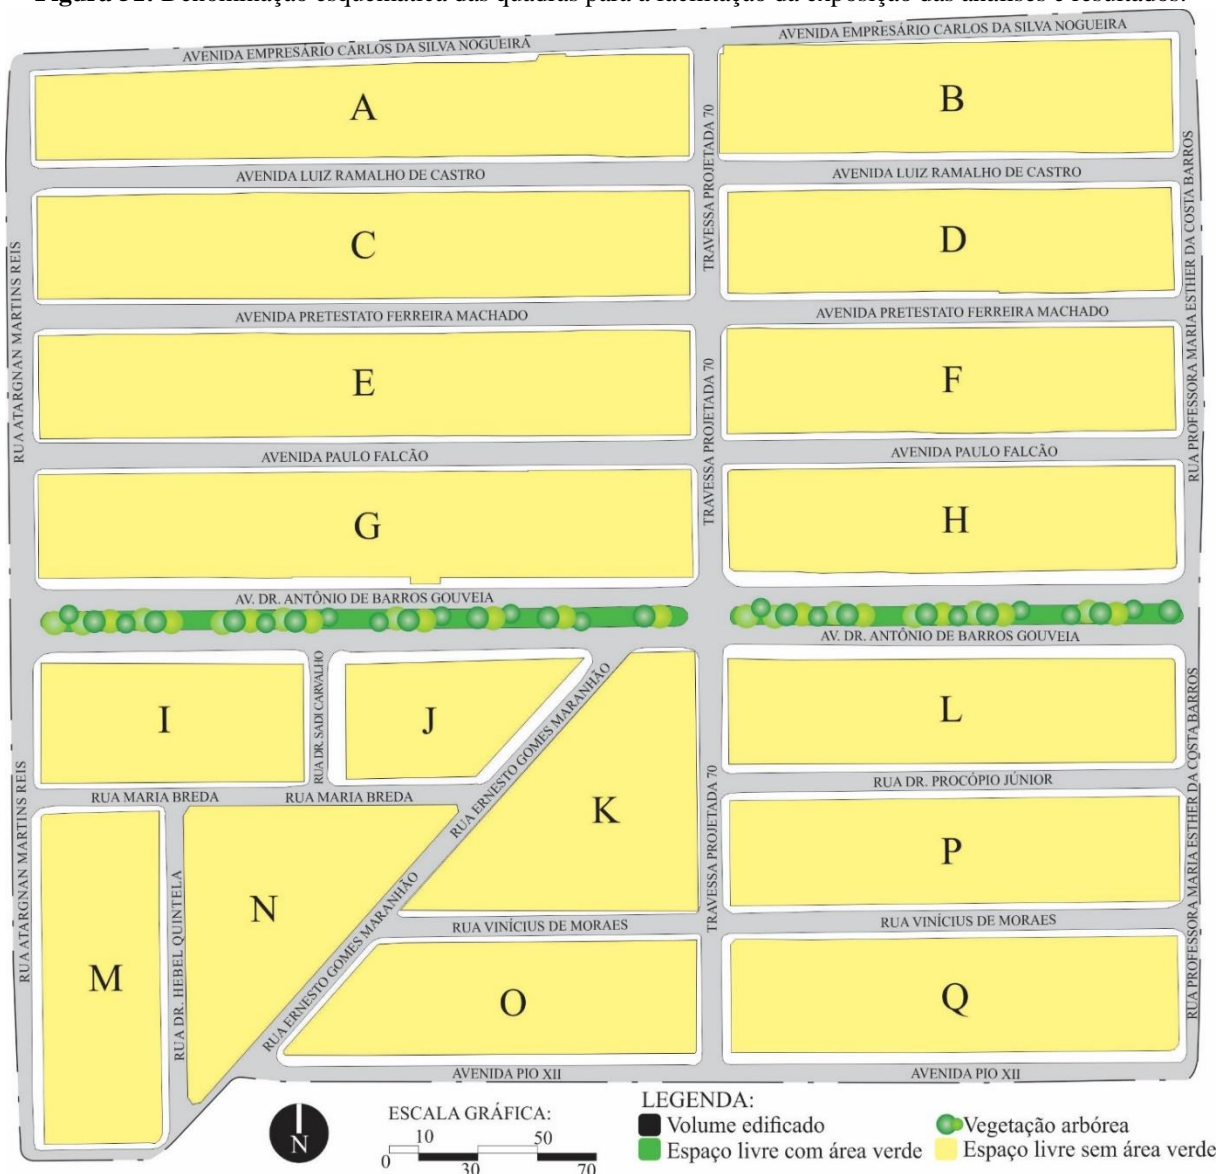 Figura 31: Denominação esquemática das quadras para a facilitação da exposição das análises e resultados.
AVENIDA EMPRESÁRIO CARLOS DA SILVA NOGUEIRA
AVENIDA EMPRESÁRIO CARLOS DA SILVA NOGUEIRA
A
B
TRAVESSA PROJETADA 70
RUA PROFESSORA MARIA ESTHER DA COSTA BARROS
AVENIDA LUIZ RAMALHO DE CASTRO
AVENIDA LUIZ RAMALHO DE CASTRO
RUA ATARGNAN MARTINS REIS
C
D
AVENIDA PRETESTATO FERREIRA MACHADO
AVENIDA PRETESTATO FERREIRA MACHADO
E
F
TRAVESSA PROJETADA 70
AVENIDA PAULO FALCÃO
AVENIDA PAULO FALCÃO
G
H
AV. DR. ANTÔNIO DE BARROS GOUVEIA
AV. DR. ANTÔNIO DE BARROS GOUVEIA
I
RUA DR. SADI CARVALHO
J
RUA ERNESTO GOMES MARANHÃO
L
RUA PROFESSORA MARIA ESTHER DA COSTA BARROS
RUA MARIA BREDA
RUA MARIA BREDA
RUA DR. PROCÓPIO JÚNIOR
RUA ATARGNAN MARTINS REIS
K
TRAVESSA PROJETADA 70
P
N
RUA DR. HEBEL QUINTELA
RUA ERNESTO GOMES MARANHÃO
RUA VINÍCIUS DE MORAES
RUA VINÍCIUS DE MORAES
M
O
Q
AVENIDA PIO XII
AVENIDA PIO XII
N
ESCALA GRÁFICA:
10 50
0 30 70
LEGENDA:
Volume edificado
Vegetação arbórea
Espaço livre com área verde
Espaço livre sem área verde